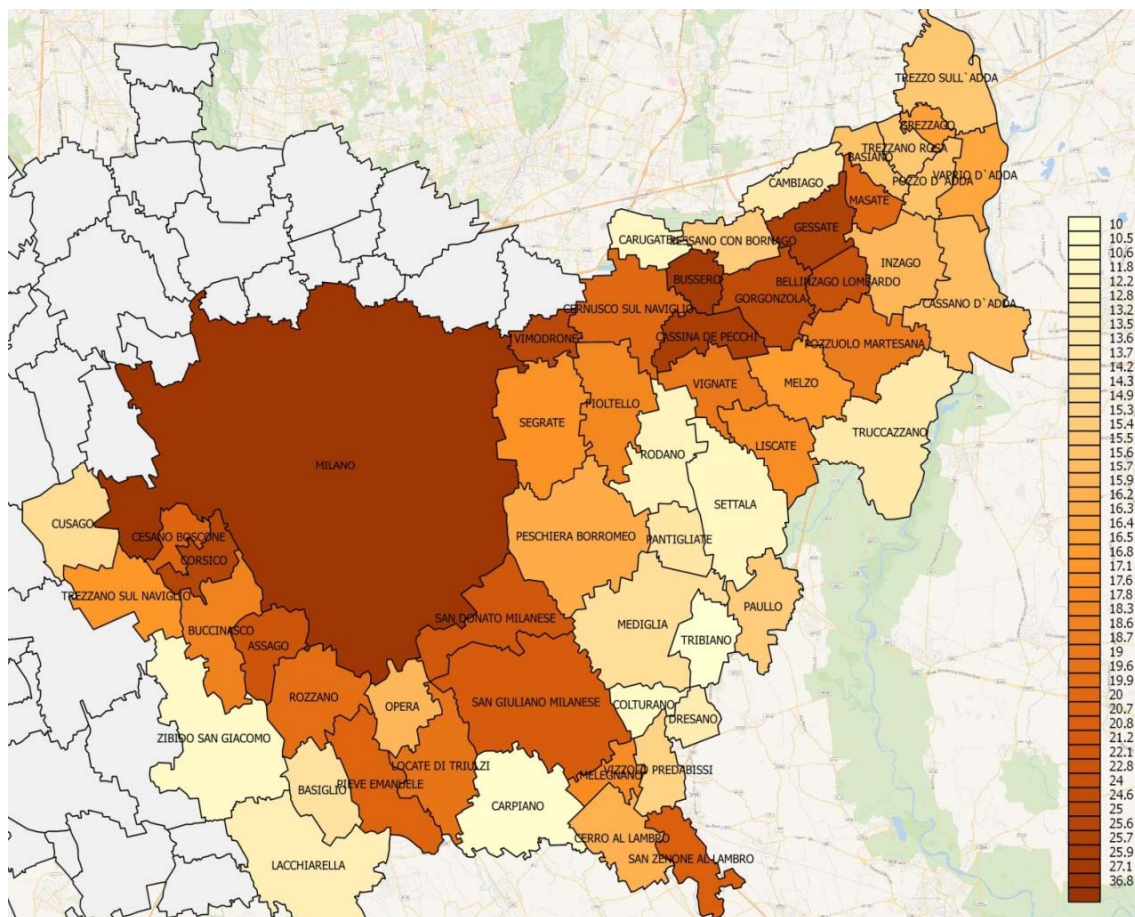 TREZZO SULL`ADDA
GREZZAGO
TREZZANO ROSA
BASIANO
POZZO D`ADDA
VAPRIO D`ADDA
CAMBIAGO
MASATE
GESSATE
CARUGATE
PESSANO CON BORNAGO
INZAGO
BUSSERO
BELLINZAGO LOMBARDO
GORGONZOLA
CASSANO D`ADDA
CERNUSCO SUL NAVIGLIO
VIMODRONE
CASSINA DE PECCHI
POZZUOLO MARTESANA
VIGNATE
MELZO
PIOLTELLO
SEGRATE
TRUCCAZZANO
LISCATE
RODANO
MILANO
SETTALA
CUSAGO
CESANO BOSCONE
PESCHIERA BORROMEO
PANTIGLIATE
CORSICO
TREZZANO SUL NAVIGLIO
PAULLO
SAN DONATO MILANESE
MEDIGLIA
BUCCINASCO
TRIBIANO
ASSAGO
ROZZANO
SAN GIULIANO MILANESE
COLTURANO
OPERA
DRESANO
ZIBIDO SAN GIACOMO
LOCATE DI TRIULZI
VIZZOLO PREDABISSI
MELEGNANO
PIEVE EMANUELE
BASIGLIO
CARPIANO
CERRO AL LAMBRO
SAN ZENONE AL LAMBRO
LACCHIARELLA
10
10.5
10.6
11.8
12.2
12.8
13.2
13.5
13.6
13.7
14.2
14.3
14.9
15.3
15.4
15.5
15.6
15.9
16.2
16.3
16.4
16.5
16.8
17.1
17.6
17.8
18.3
18.6
18.7
19
19.6
19.9
20
20.7
20.8
21.2
21.8
22.8
24
24.6
25
25.6
25.7
25.9
27.1
36.8